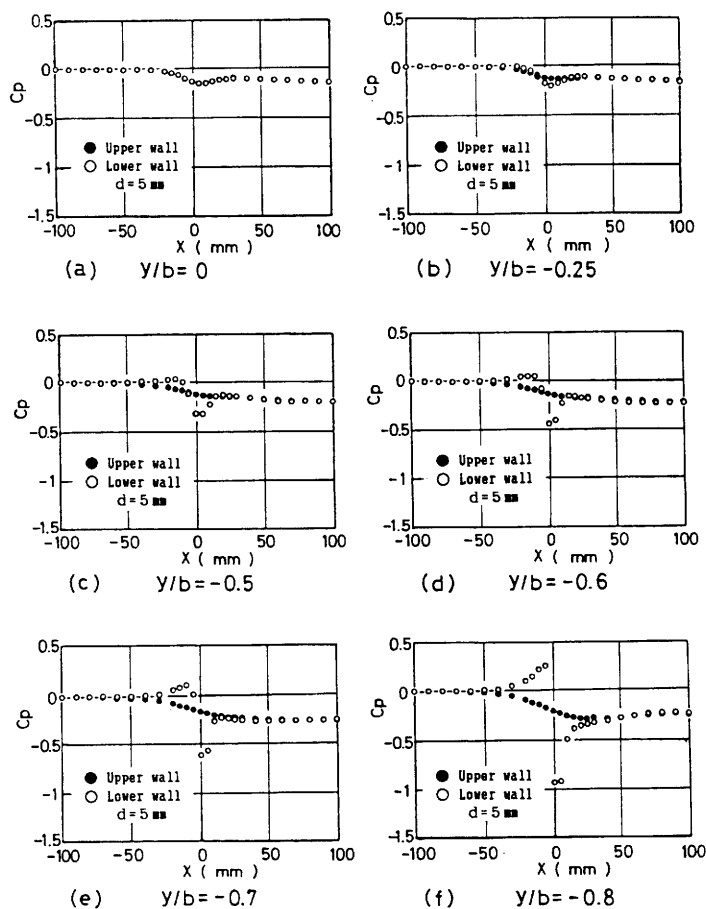 0.5 0.5
0 0
Cp Cp
-0.5 -0.5
● Upper wall ● Upper wall
○ Lower wall ○ Lower wall
-1 -1
d = 5 mm d = 5 mm
-1.5 -1.5
-100 -50 0 50 100 -100 -50 0 50 100
X ( mm ) X ( mm )
(a) y/b = 0 (b) y/b = -0.25
0.5 0.5
0 0
Cp Cp
-0.5 -0.5
● Upper wall ● Upper wall
-1 ○ Lower wall -1 ○ Lower wall
d = 5 mm d = 5 mm
-1.5 -1.5
-100 -50 0 50 100 -100 -50 0 50 100
X ( mm ) X ( mm )
(c) y/b = -0.5 (d) y/b = -0.6
0.5 0.5
0 0
Cp Cp
-0.5 -0.5
● Upper wall ● Upper wall
-1 ○ Lower wall -1 ○ Lower wall
d = 5 mm d = 5 mm
-1.5 -1.5
-100 -50 0 50 100 -100 -50 0 50 100
X ( mm ) X ( mm )
(e) y/b = -0.7 (f) y/b = -0.8